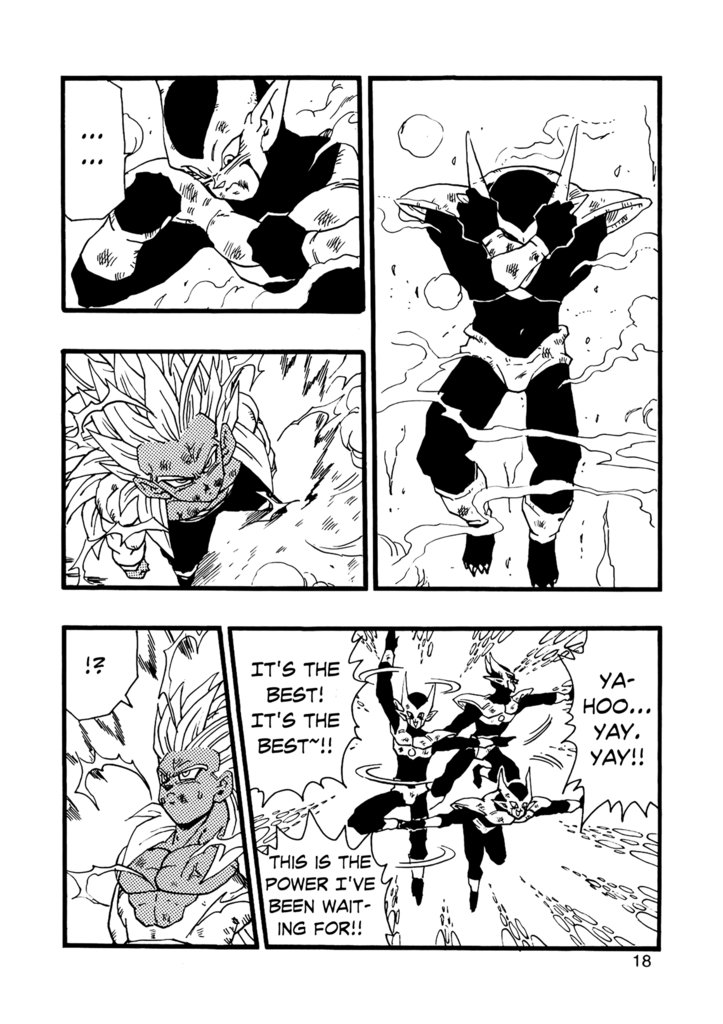 ...
...
YA-
HOO...
YAY.
YAY!!
IT'S THE
BEST!
IT'S THE
BEST~!!
THIS IS THE
POWER I'VE
BEEN WAIT-
ING FOR!!
!?
18